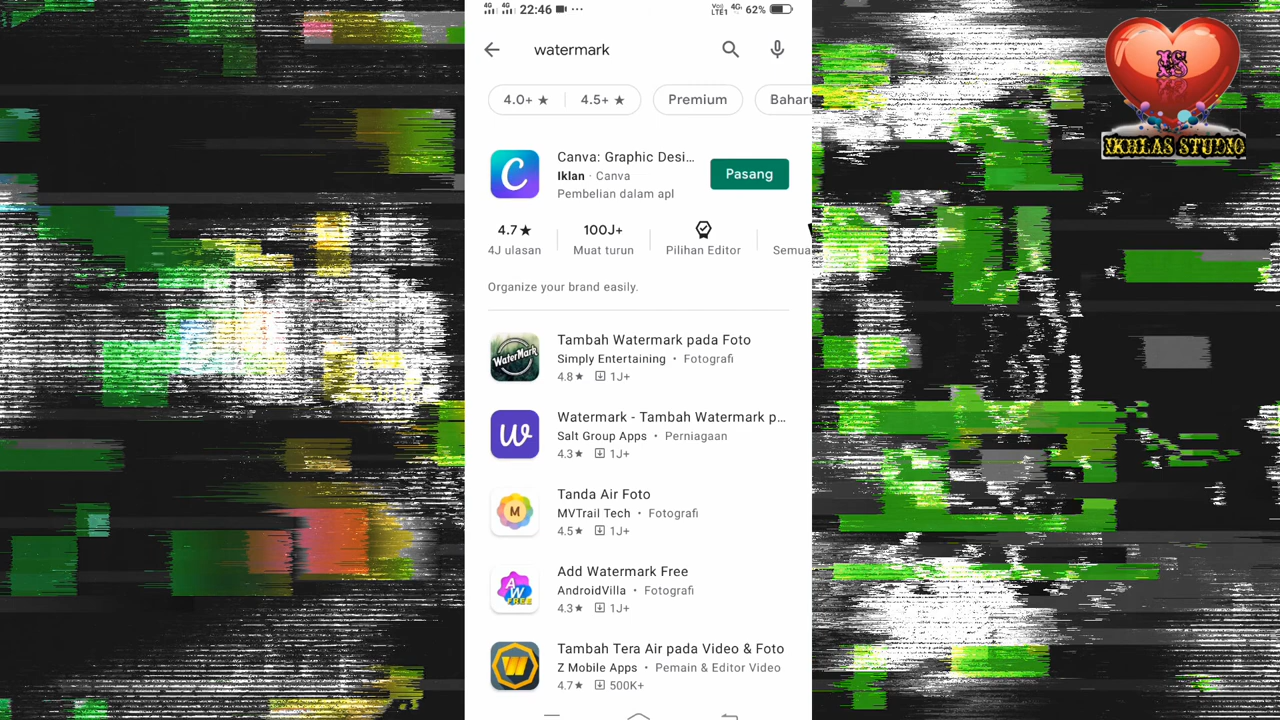 4G 4G 22:46 ... VoLTE1 4G 62%
watermark
4.0+ ★ 4.5+ ★ Premium Baharu
C Canva: Graphic Desi... Pasang
Iklan · Canva
Pembelian dalam apl
4.7★ 100J+
4J ulasan Muat turun Pilihan Editor Semua
Organize your brand easily.
WaterMark Tambah Watermark pada Foto
Simply Entertaining • Fotografi
4.8★ 1J+
W Watermark - Tambah Watermark p...
Salt Group Apps • Perniagaan
4.3★ 1J+
Tanda Air Foto
M MVTrail Tech • Fotografi
4.5★ 1J+
Add Watermark Free
AndroidVilla • Fotografi
4.3★ 1J+
Tambah Tera Air pada Video & Foto
Z Mobile Apps • Pemain & Editor Video
4.7★ 500K+
IKHLAS STUDIO